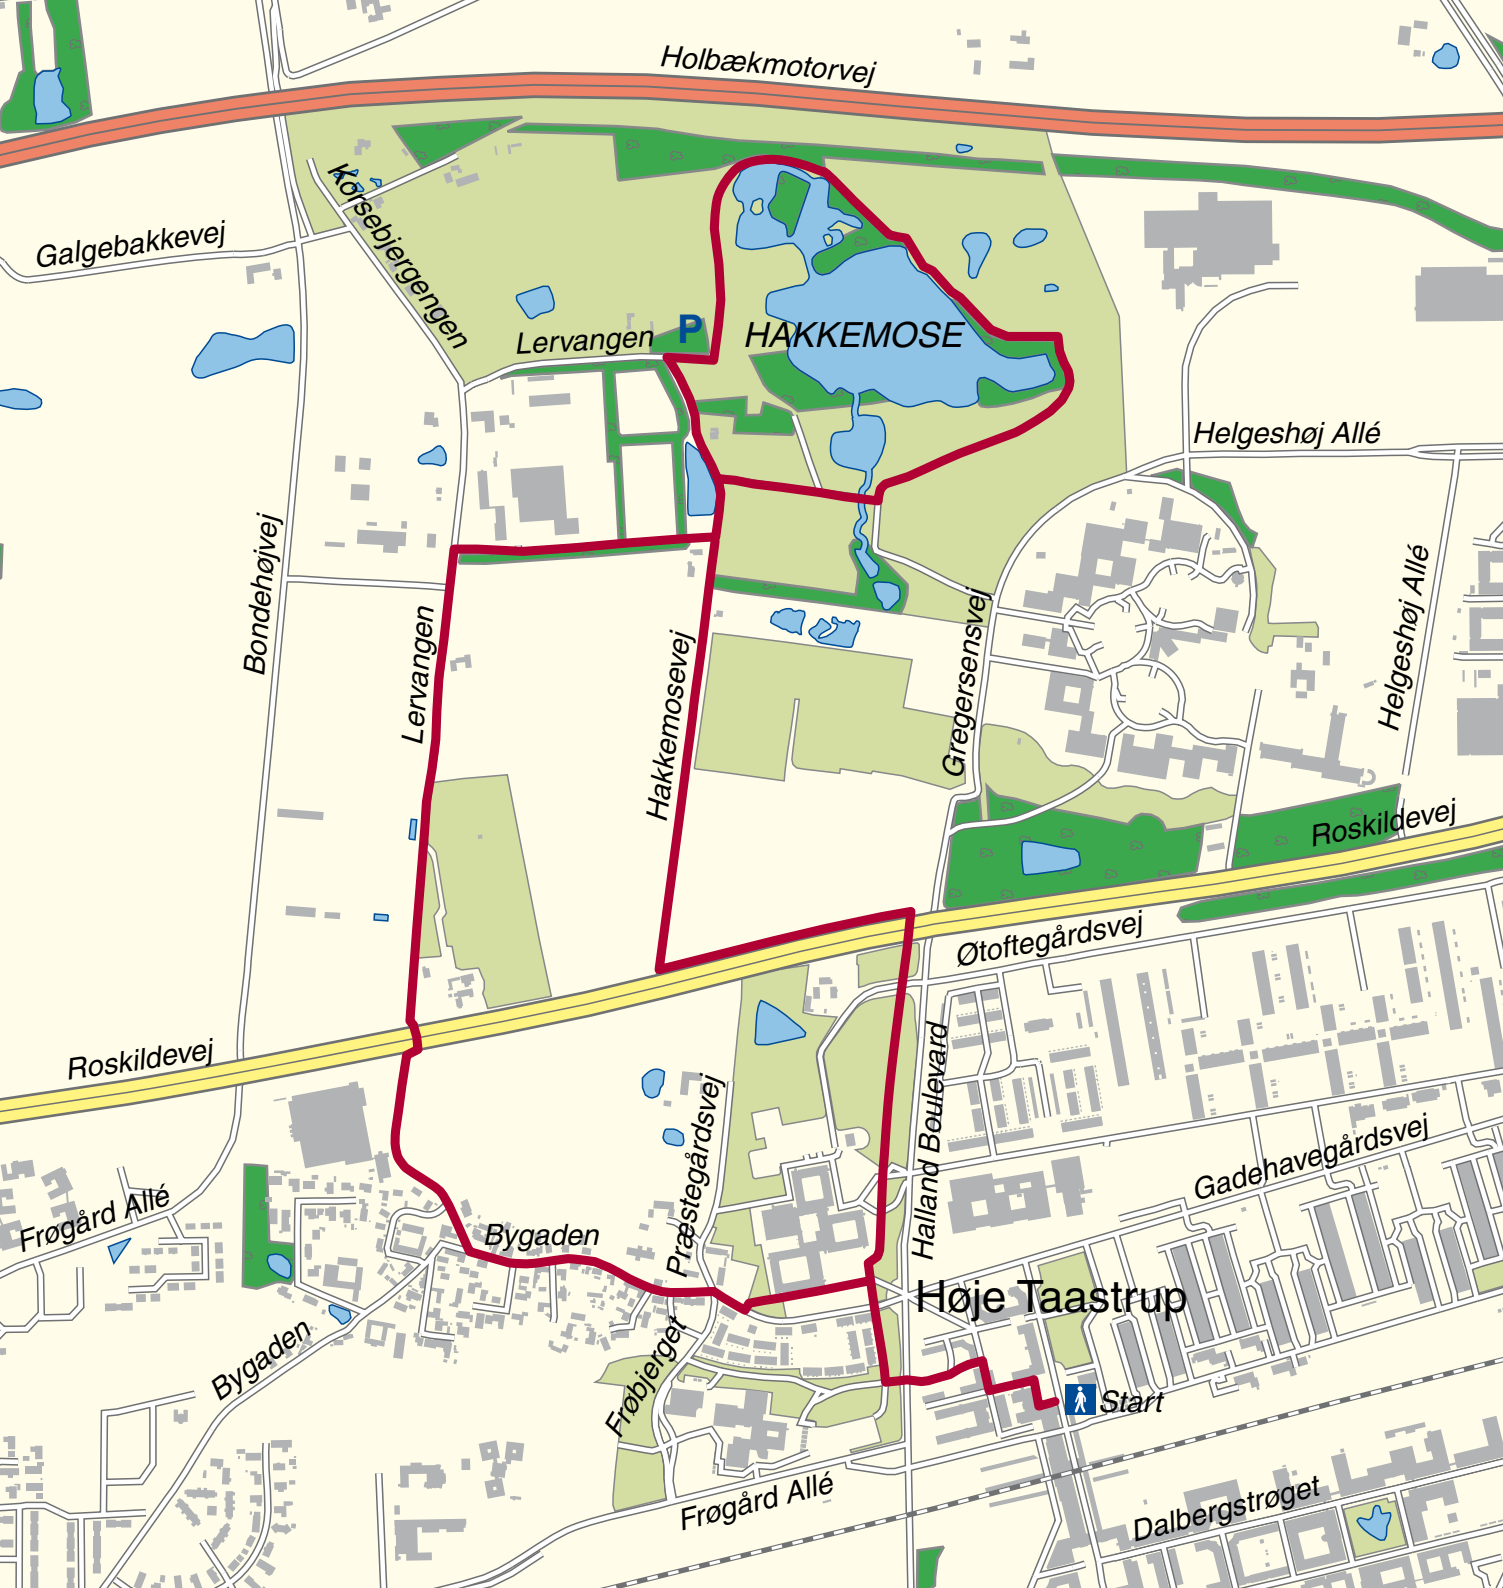 Holbækmotorvej
Korsebjergengen
Galgebakkevej
P
HAKKEMOSE
Lervangen
Helgeshøj Allé
Bondehøjvej
Helgeshøj Allé
Lervangen
Gregersensvej
Hakkemosevej
Roskildevej
Øtoftegårdsvej
Roskildevej
Halland Boulevard
Præstegårdsvej
Gadehavegårdsvej
Frøgård Allé
Bygaden
Høje Taastrup
Bygaden
Frøbjerget
Start
Frøgård Allé
Dalbergstrøget